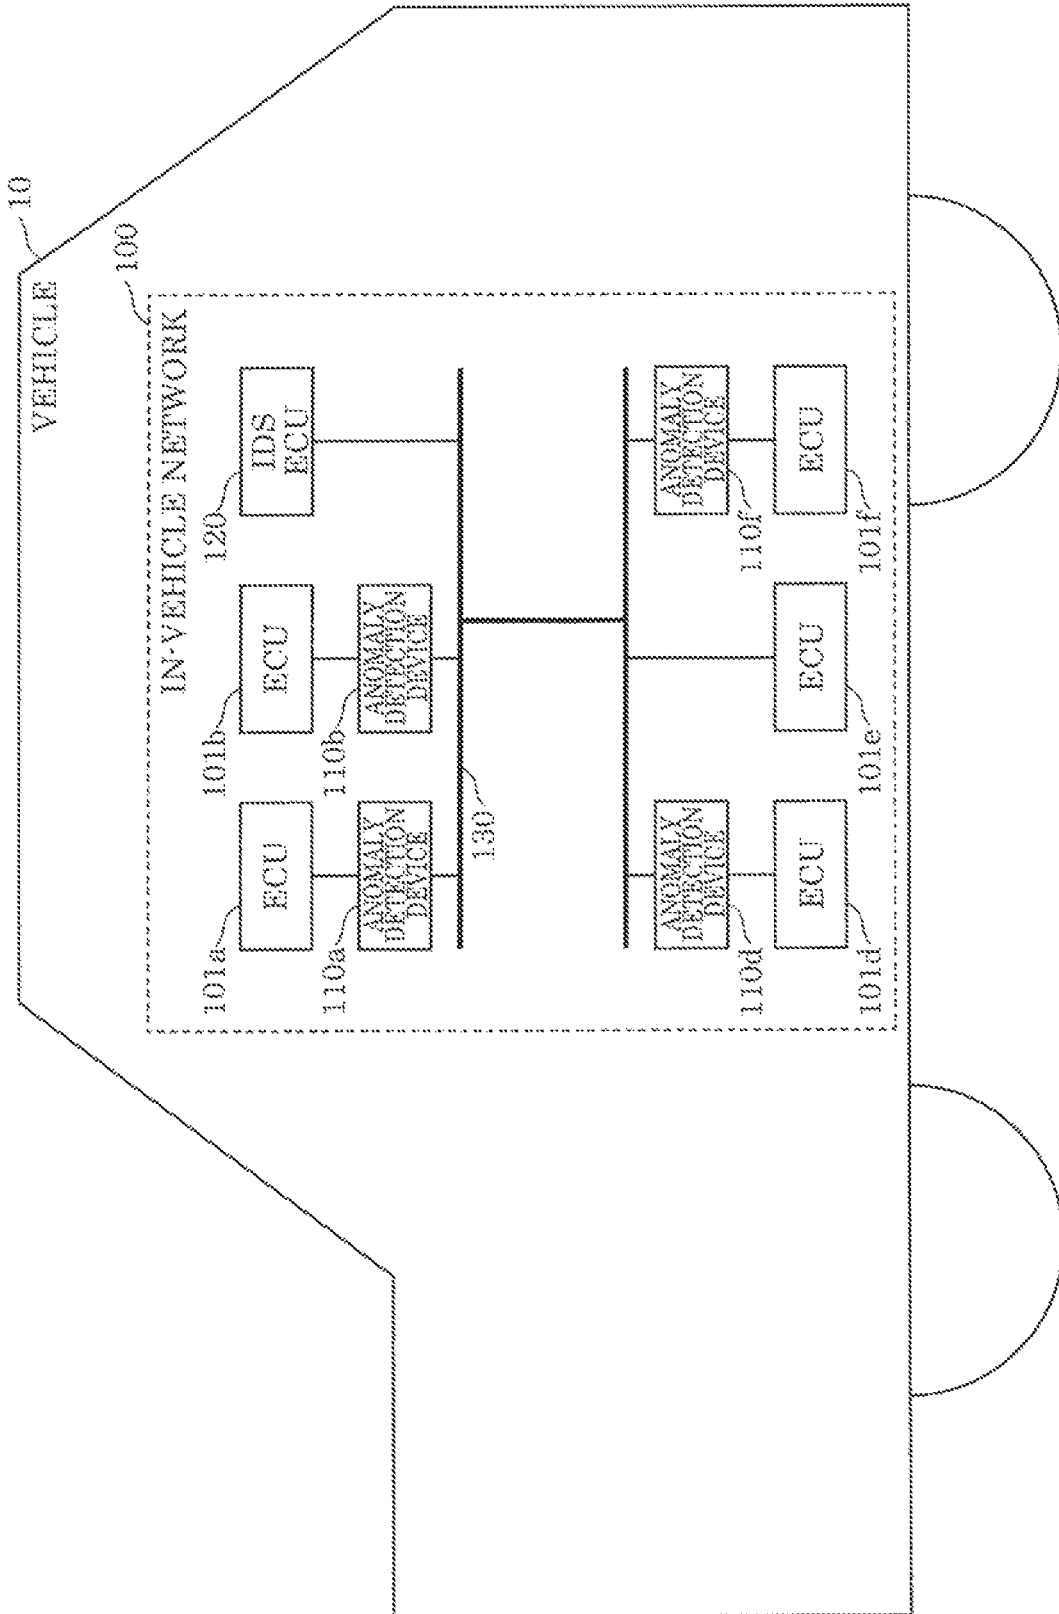 10
VEHICLE
100
IN-VEHICLE NETWORK
101a
ECU
101b
ECU
120
IDS
ECU
110a
ANOMALY
DETECTION
DEVICE
110b
ANOMALY
DETECTION
DEVICE
130
110d
ANOMALY
DETECTION
DEVICE
110f
ANOMALY
DETECTION
DEVICE
101d
ECU
101e
ECU
101f
ECU